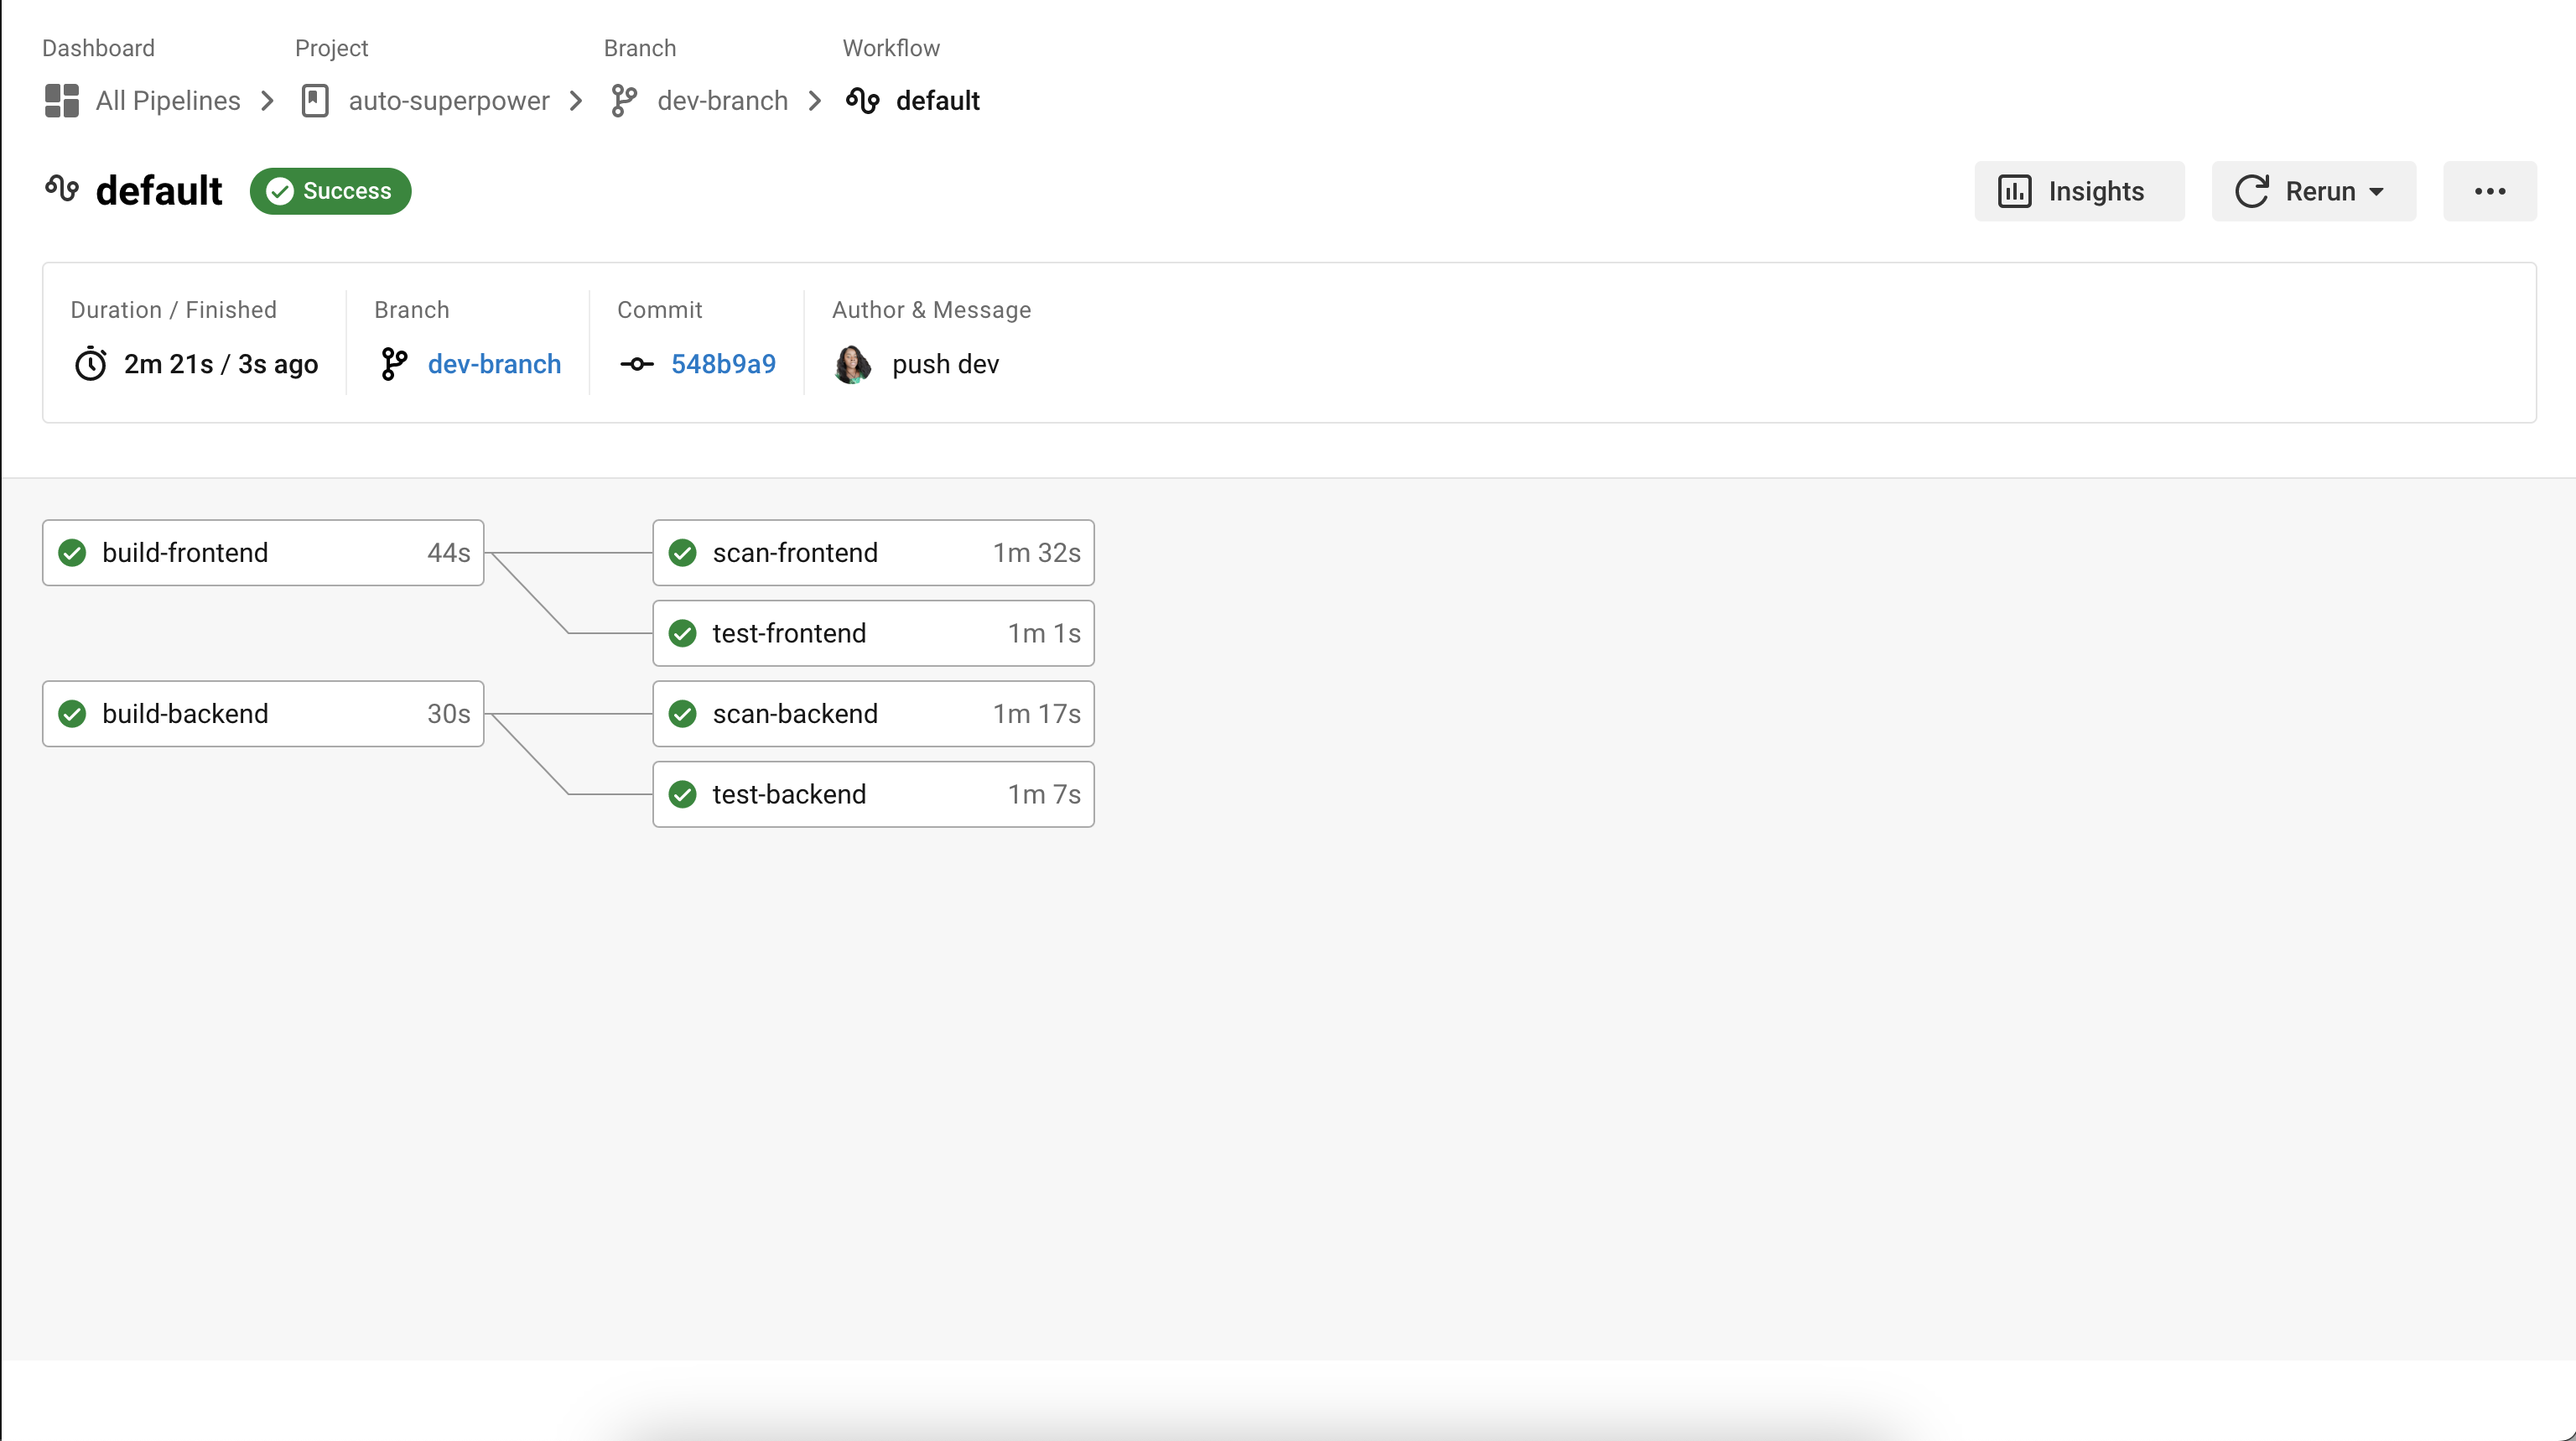 Dashboard Project Branch Workflow
All Pipelines auto-superpower dev-branch default
default Success Insights Rerun
Duration / Finished Branch Commit Author & Message
2m 21s / 3s ago dev-branch 548b9a9 push dev
build-frontend 44s scan-frontend 1m 32s
test-frontend 1m 1s
build-backend 30s scan-backend 1m 17s
test-backend 1m 7s